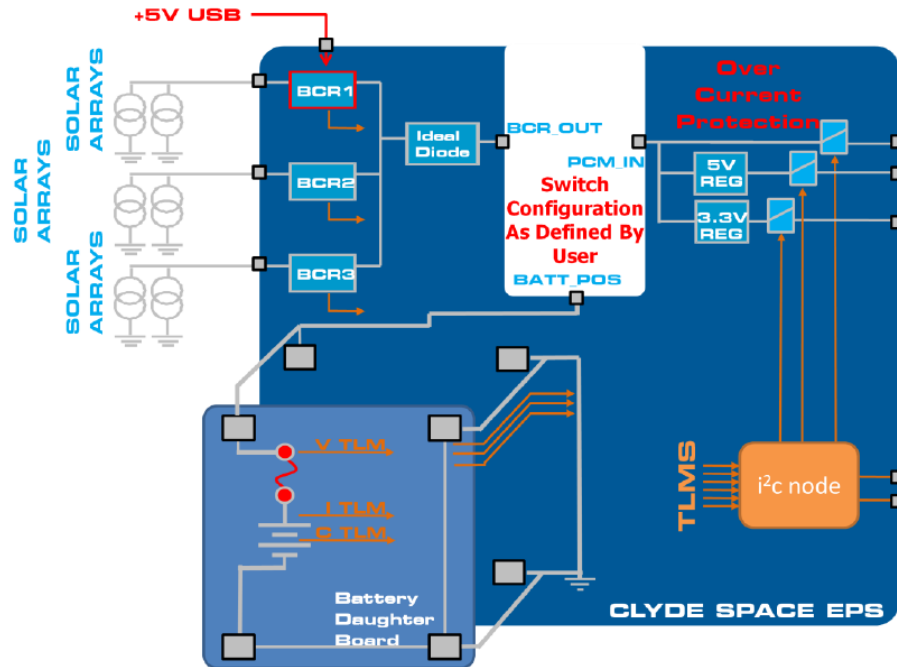 +5V USB
SOLAR
ARRAYS
SOLAR
ARRAYS
SOLAR
ARRAYS
BCR1
BCR2
BCR3
Ideal
Diode
BCR_OUT
PCM_IN
Switch
Configuration
As Defined By
User
BATT_POS
Over
Current
Protection
5V
REG
3.3V
REG
V TLM
I TLM
C TLM
TLMS
i²c node
Battery
Daughter
Board
CLYDE SPACE EPS